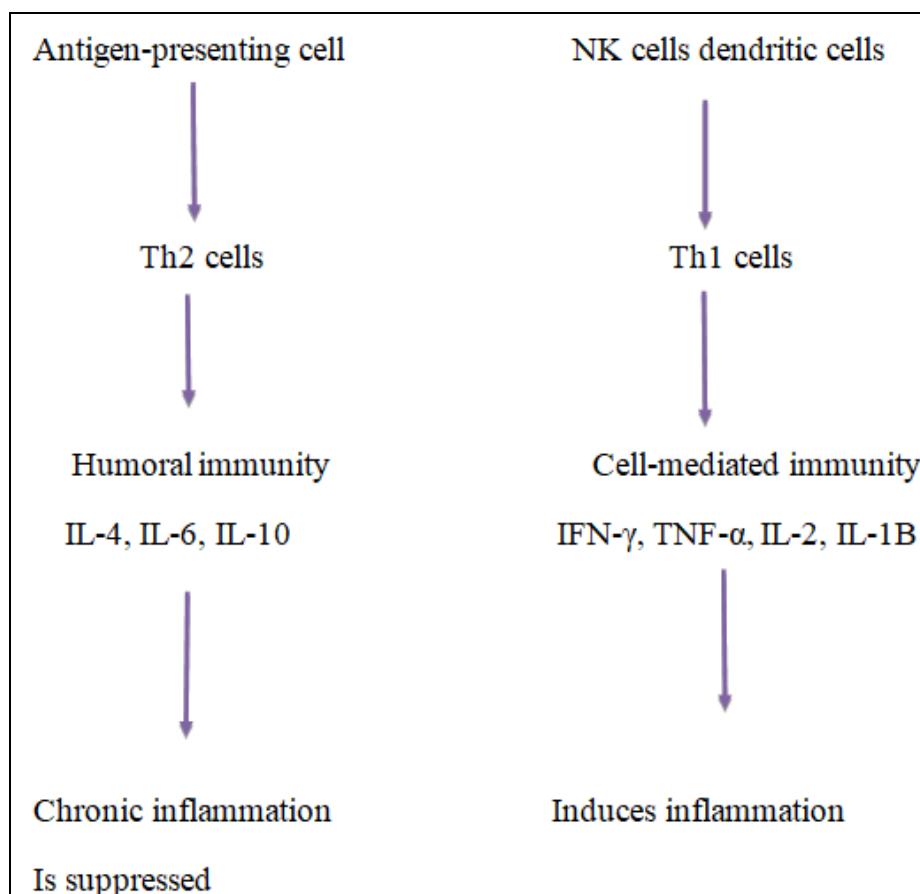 Antigen-presenting cell
NK cells dendritic cells
Th2 cells
Th1 cells
Humoral immunity
Cell-mediated immunity
IL-4, IL-6, IL-10
IFN-γ, TNF-α, IL-2, IL-1B
Chronic inflammation
Induces inflammation
Is suppressed